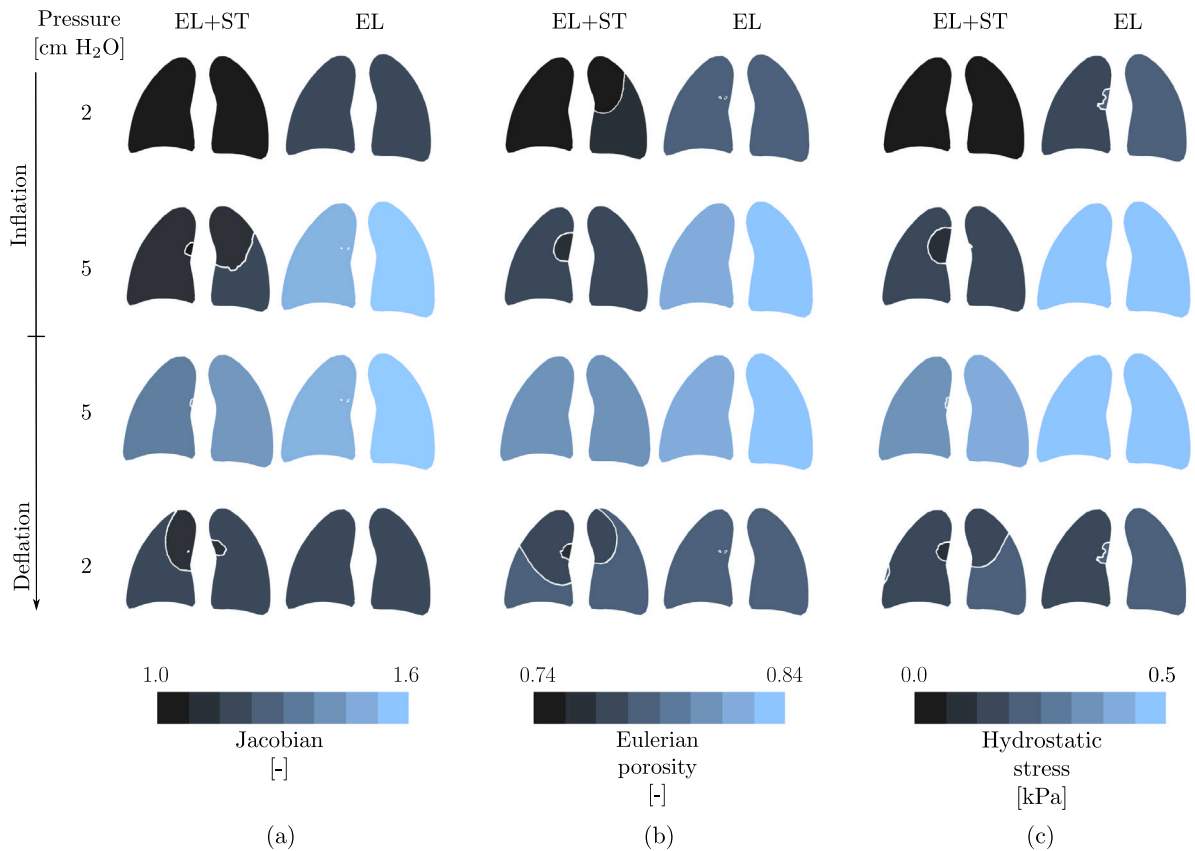 Pressure
[cm H₂O]
EL+ST EL EL+ST EL EL+ST EL
Inflation
2
5
Deflation
5
2
1.0 1.6
Jacobian
[-]
0.74 0.84
Eulerian
porosity
[-]
0.0 0.5
Hydrostatic
stress
[kPa]
(a) (b) (c)